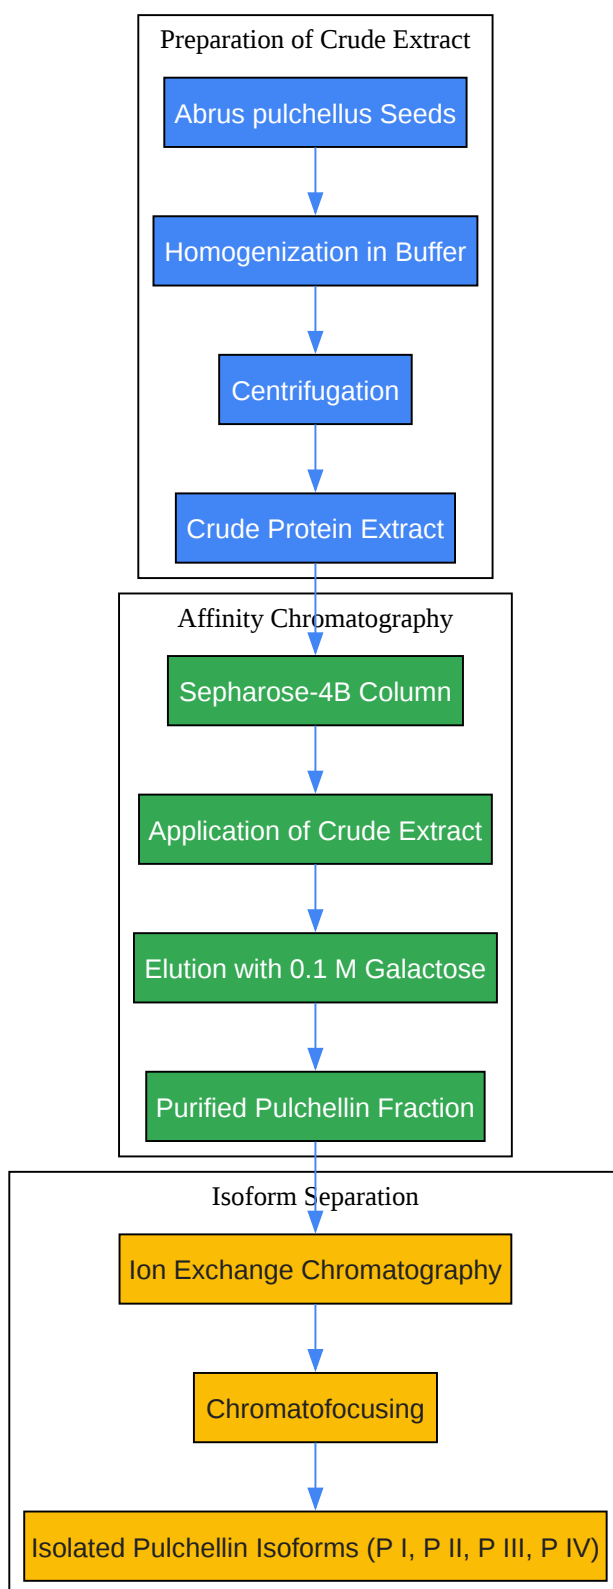 Preparation of Crude Extract
Abrus pulchellus Seeds
Homogenization in Buffer
Centrifugation
Crude Protein Extract
Affinity Chromatography
Sepharose-4B Column
Application of Crude Extract
Elution with 0.1 M Galactose
Purified Pulchellin Fraction
Isoform Separation
Ion Exchange Chromatography
Chromatofocusing
Isolated Pulchellin Isoforms (P I, P II, P III, P IV)